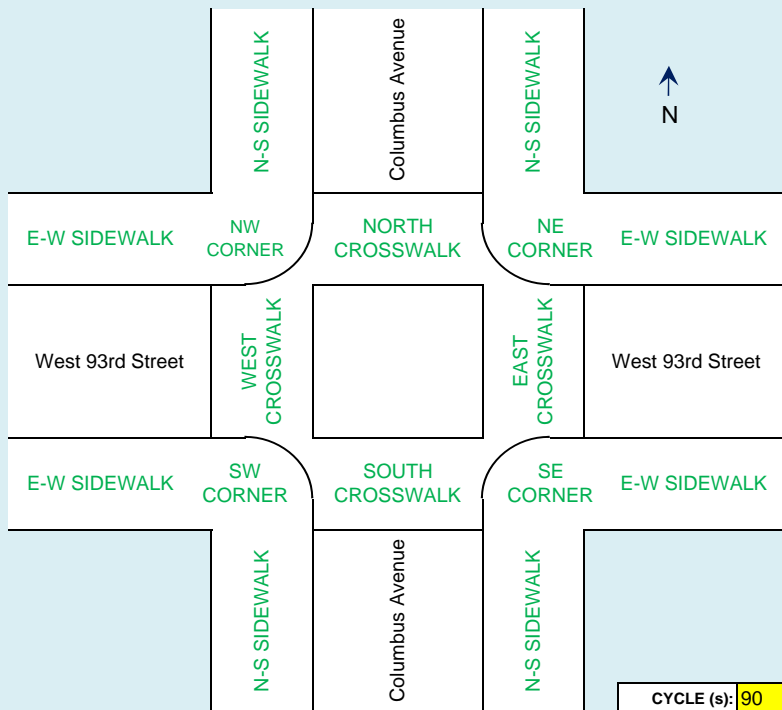 N-S SIDEWALK
Columbus Avenue
N-S SIDEWALK
N
E-W SIDEWALK
NW
CORNER
NORTH
CROSSWALK
NE
CORNER
E-W SIDEWALK
West 93rd Street
WEST
CROSSWALK
EAST
CROSSWALK
West 93rd Street
E-W SIDEWALK
SW
CORNER
SOUTH
CROSSWALK
SE
CORNER
E-W SIDEWALK
N-S SIDEWALK
Columbus Avenue
N-S SIDEWALK
CYCLE (s): 90